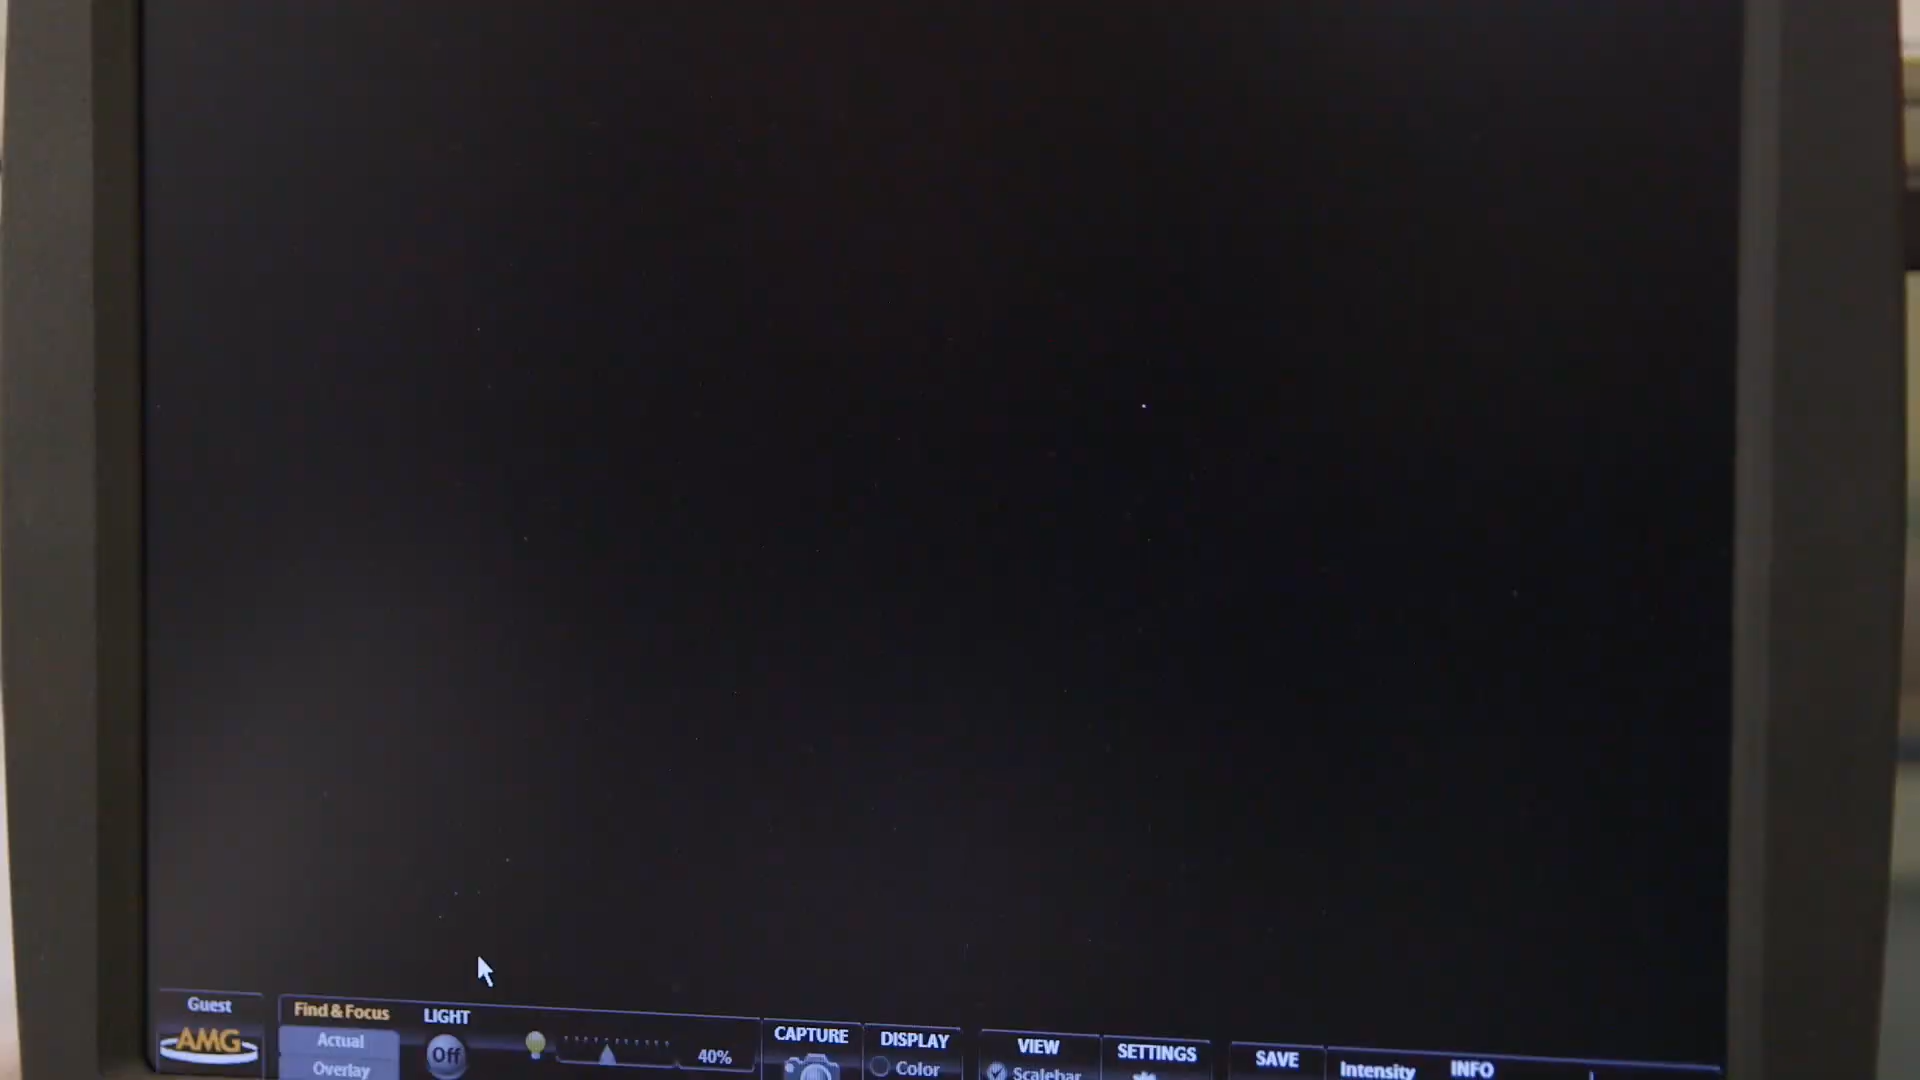 Guest
AMG
Find & Focus
Actual
Overlay
LIGHT
Off
40%
CAPTURE
DISPLAY
Color
VIEW
Scalebar
SETTINGS
SAVE
Intensity
INFO